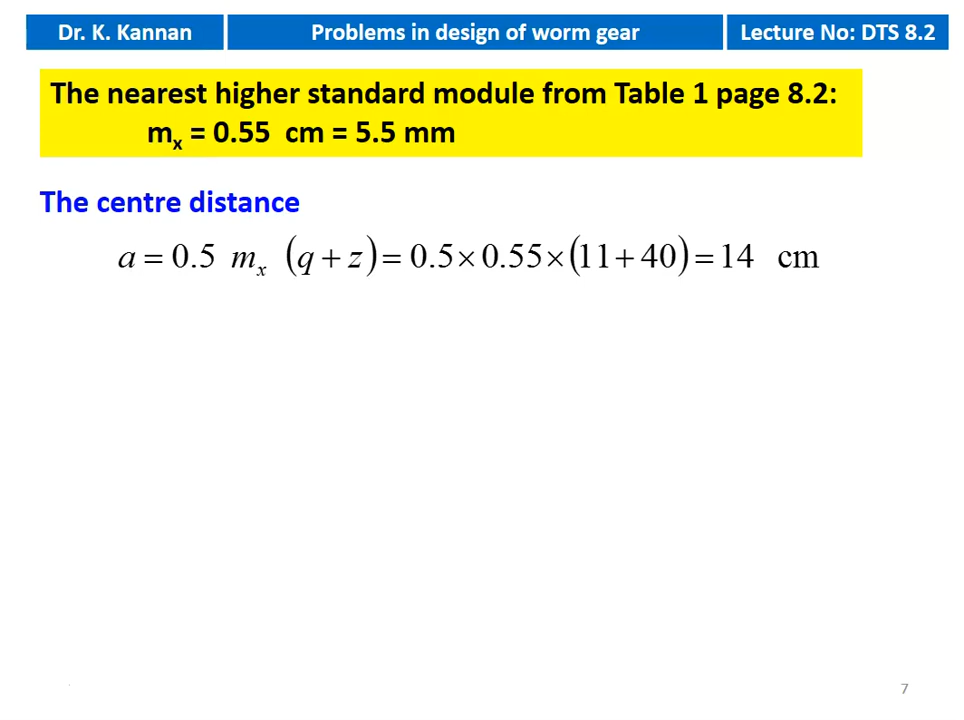 Dr. K. Kannan
Problems in design of worm gear
Lecture No: DTS 8.2
The nearest higher standard module from Table 1 page 8.2:
mₓ = 0.55 cm = 5.5 mm
The centre distance
a = 0.5 mₓ (q + z) = 0.5 × 0.55 × (11 + 40) = 14 cm
7